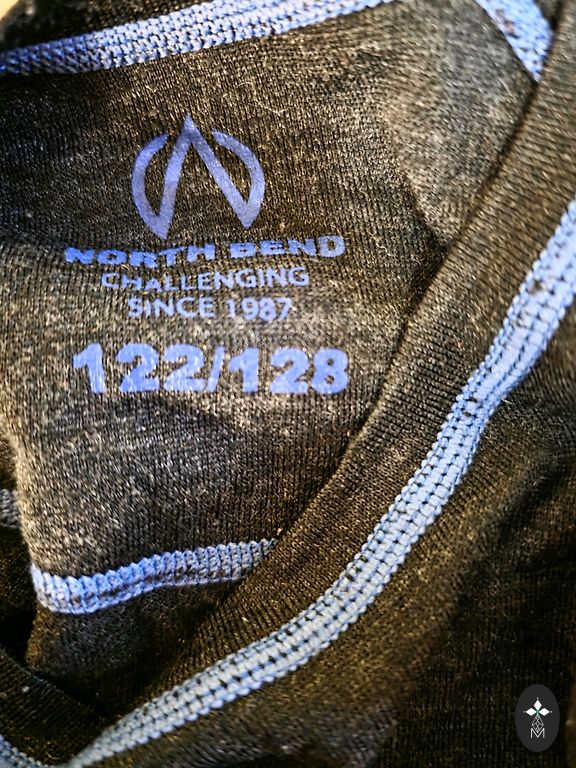 NORTH BEND
CHALLENGING
SINCE 1987
122/128